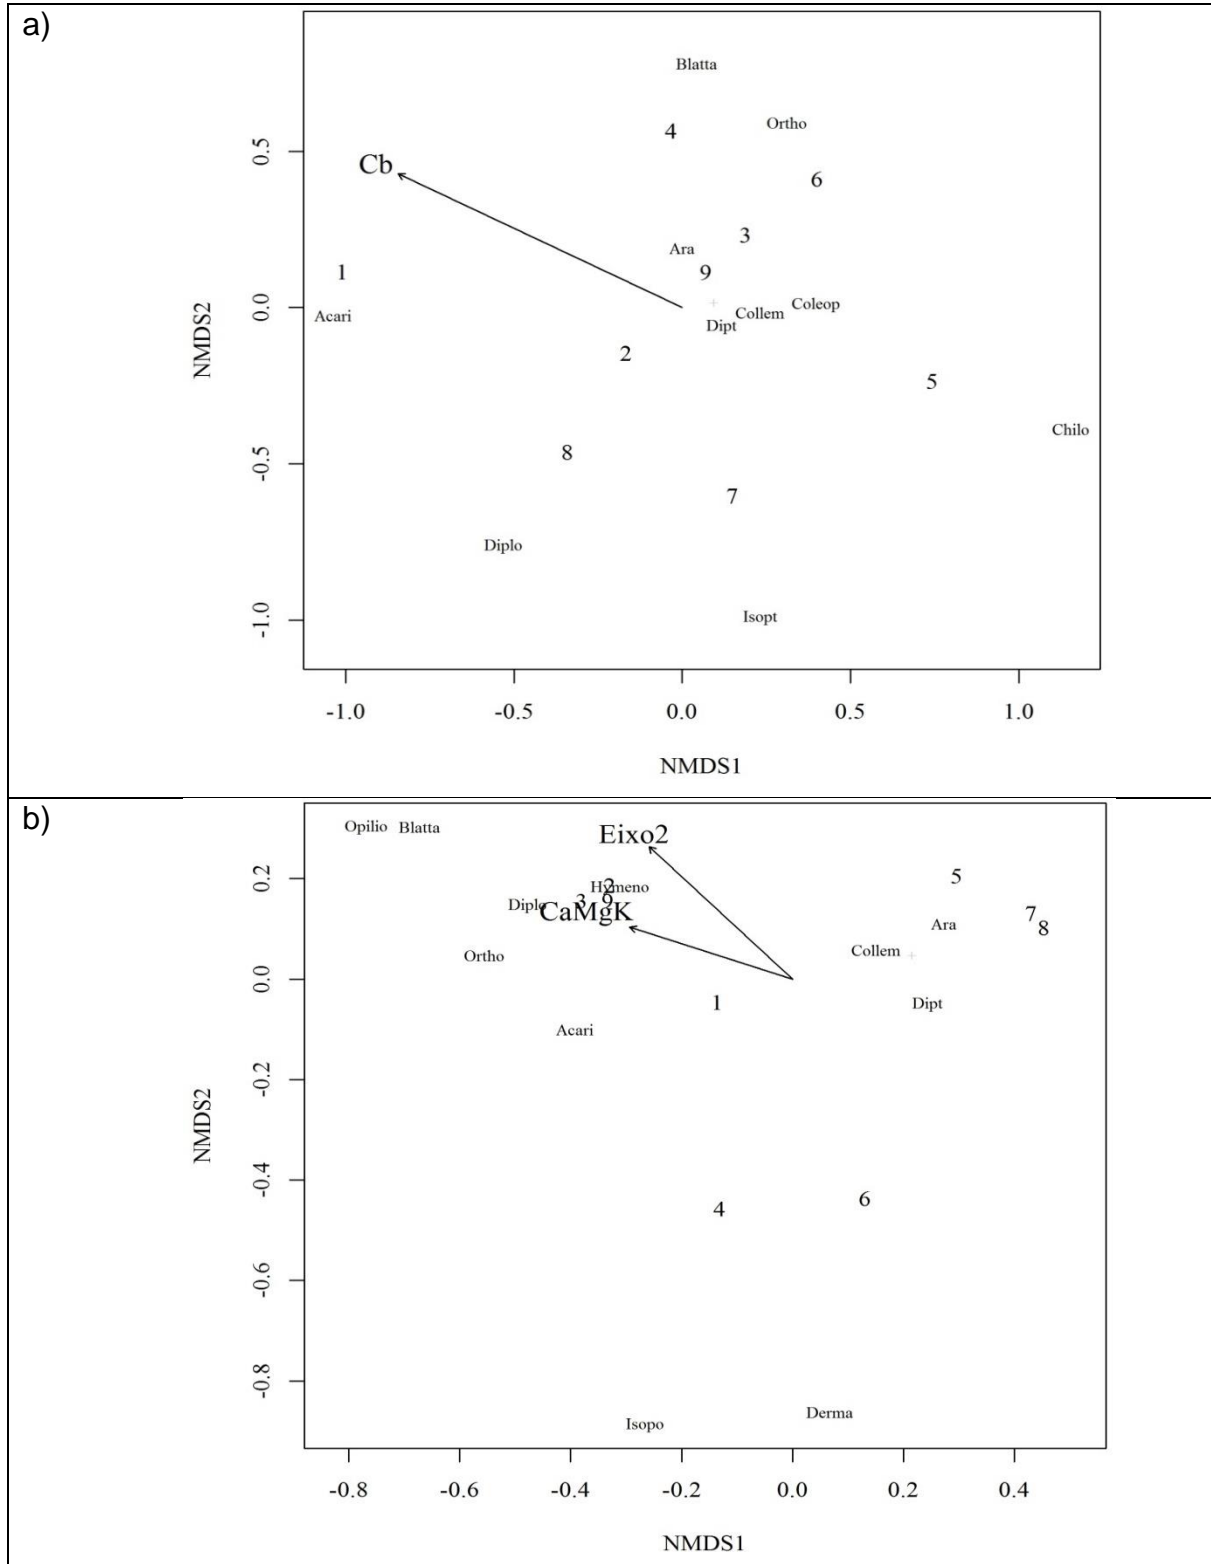 a)
Blatta
Ortho
4
0.5
Cb
6
3
Ara
1
9
Coleop
0.0
Acari
Collem
Dipt
NMDS2
2
5
Chilo
8
-0.5
7
Diplo
Isopt
-1.0
-1.0 -0.5 0.0 0.5 1.0
NMDS1
b)
Opilio Blatta
Eixo2
0.2
2
5
Hymeno
3
9
Diplo
CaMgK
7
8
Ara
Collem
Ortho
0.0
1
Dipt
Acari
-0.2
NMDS2
-0.4
4
6
-0.6
-0.8
Derma
Isopo
-0.8 -0.6 -0.4 -0.2 0.0 0.2 0.4
NMDS1